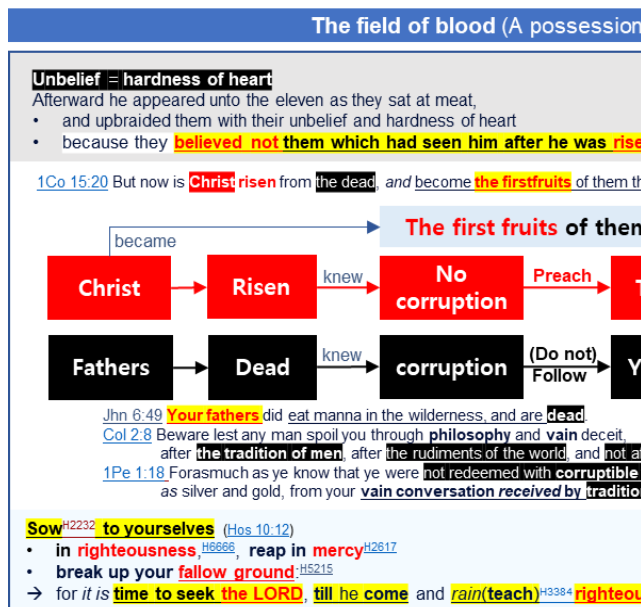 The field of blood (A possession
Unbelief = hardness of heart
Afterward he appeared unto the eleven as they sat at meat,
• and upbraided them with their unbelief and hardness of heart
• because they believed not them which had seen him after he was rise
1Co 15:20 But now is Christ risen from the dead, and become the firstfruits of them th
became
The first fruits of them
Christ
Risen
knew
No corruption
Preach
T
Fathers
Dead
knew
corruption
(Do not) Follow
Y
Jhn 6:49 Your fathers did eat manna in the wilderness, and are dead.
Col 2:8 Beware lest any man spoil you through philosophy and vain deceit,
after the tradition of men, after the rudiments of the world, and not af
1Pe 1:18 Forasmuch as ye know that ye were not redeemed with corruptible
as silver and gold, from your vain conversation received by tradition
Sow H2232 to yourselves (Hos 10:12)
• in righteousness, H6666, reap in mercy H2617
• break up your fallow ground: H5215
→ for it is time to seek the LORD, till he come and rain(teach) H3384 righteou